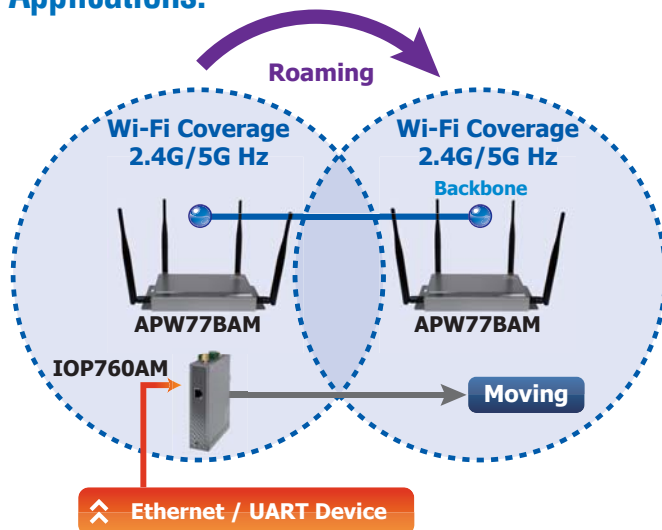 Applications:
Roaming
Wi-Fi Coverage
2.4G/5G Hz
Wi-Fi Coverage
2.4G/5G Hz
Backbone
APW77BAM
APW77BAM
IOP760AM
Moving
Ethernet / UART Device